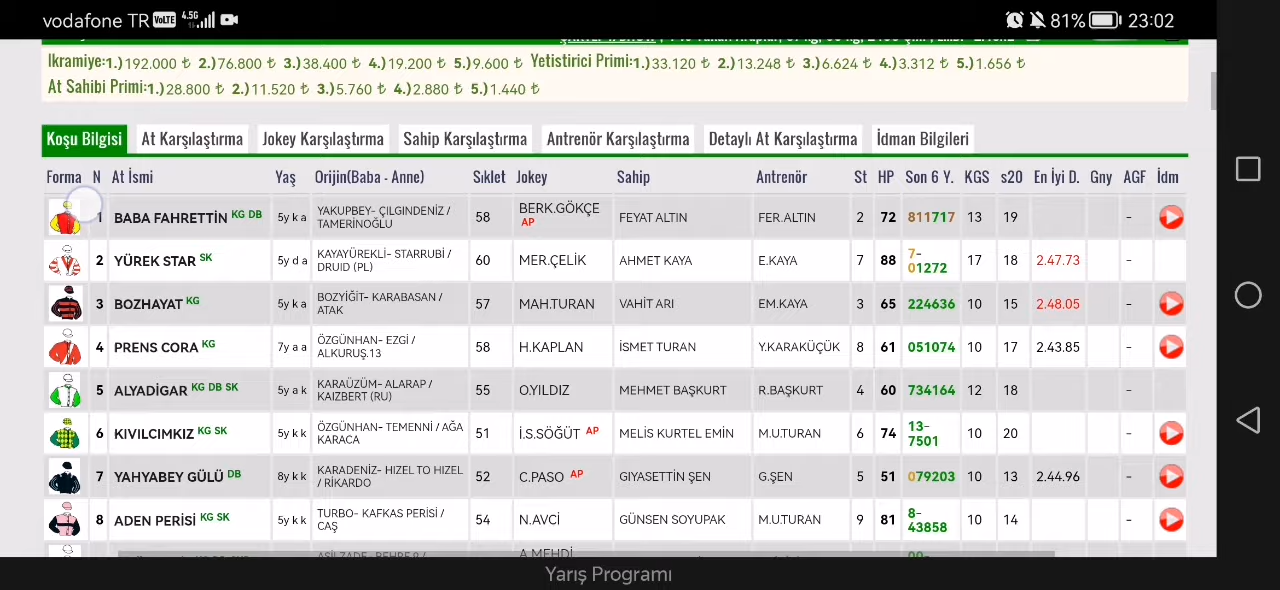 vodafone TR VoLTE 4.5G 81% 23:02
İkramiye:1.)192.000 ₺ 2.)76.800 ₺ 3.)38.400 ₺ 4.)19.200 ₺ 5.)9.600 ₺ Yetistirici Primi:1.)33.120 ₺ 2.)13.248 ₺ 3.)6.624 ₺ 4.)3.312 ₺ 5.)1.656 ₺
At Sahibi Primi:1.)28.800 ₺ 2.)11.520 ₺ 3.)5.760 ₺ 4.)2.880 ₺ 5.)1.440 ₺
Koşu Bilgisi At Karşılaştırma Jokey Karşılaştırma Sahip Karşılaştırma Antrenör Karşılaştırma Detaylı At Karşılaştırma İdman Bilgileri
Forma N At İsmi Yaş Orijin(Baba - Anne) Sıklet Jokey Sahip Antrenör St HP Son 6 Y. KGS s20 En İyi D. Gny AGF İdm
1 BABA FAHRETTİN KG DB 5y k a YAKUPBEY- ÇILGINDENİZ / TAMERİNOĞLU 58 BERK.GÖKÇE AP FEYAT ALTIN FER.ALTIN 2 72 811717 13 19 -
2 YÜREK STAR SK 5y d a KAYAYÜREKLİ- STARRUBİ / DRUID (PL) 60 MER.ÇELİK AHMET KAYA E.KAYA 7 88 7-01272 17 18 2.47.73 -
3 BOZHAYAT KG 5y k a BOZYİĞİT- KARABASAN / ATAK 57 MAH.TURAN VAHİT ARI EM.KAYA 3 65 224636 10 15 2.48.05 -
4 PRENS CORA KG 7y a a ÖZGÜNHAN- EZGİ / ALKURUŞ.13 58 H.KAPLAN İSMET TURAN Y.KARAKÜÇÜK 8 61 051074 10 17 2.43.85 -
5 ALYADİGAR KG DB SK 5y a k KARAÜZÜM- ALARAP / KAIZBERT (RU) 55 O.YILDIZ MEHMET BAŞKURT R.BAŞKURT 4 60 734164 12 18 -
6 KIVILCIMKIZ KG SK 5y k k ÖZGÜNHAN- TEMENNİ / AĞA KARACA 51 İ.S.SÖĞÜT AP MELİS KURTEL EMİN M.U.TURAN 6 74 13-7501 10 20 -
7 YAHYABEY GÜLÜ DB 8y k k KARADENİZ- HIZEL TO HIZEL / RİKARDO 52 C.PASO AP GIYASETTİN ŞEN G.ŞEN 5 51 079203 10 13 2.44.96 -
8 ADEN PERİSİ KG SK 5y k k TURBO- KAFKAS PERİSİ / CAŞ 54 N.AVCİ GÜNSEN SOYUPAK M.U.TURAN 9 81 8-43858 10 14 -
Yarış Programı